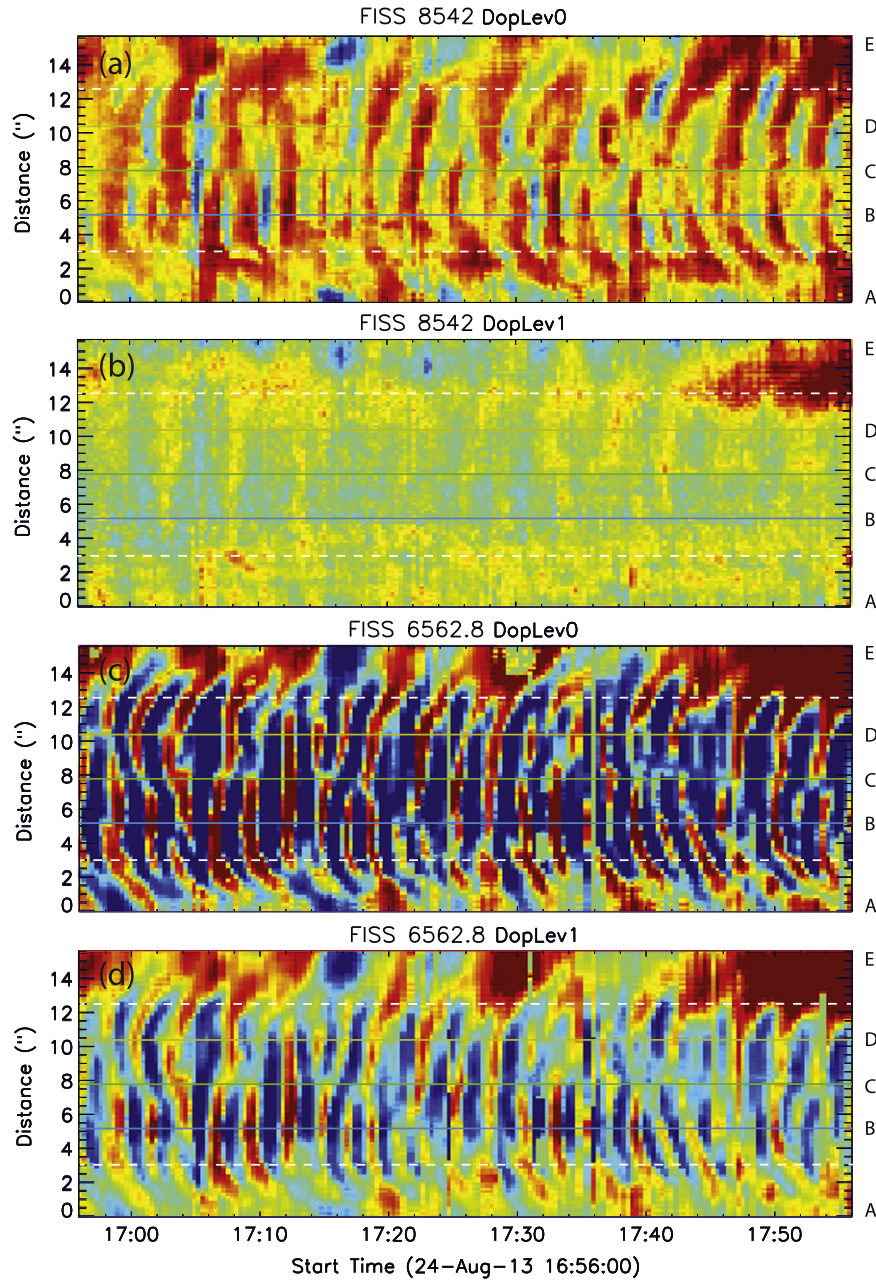 FISS 8542 DopLev0
(a)
14
12
10
8
6
4
2
0
Distance ('')
E
D
C
B
A
FISS 8542 DopLev1
(b)
14
12
10
8
6
4
2
0
Distance ('')
E
D
C
B
A
FISS 6562.8 DopLev0
(c)
14
12
10
8
6
4
2
0
Distance ('')
E
D
C
B
A
FISS 6562.8 DopLev1
(d)
14
12
10
8
6
4
2
0
Distance ('')
E
D
C
B
A
17:00 17:10 17:20 17:30 17:40 17:50
Start Time (24-Aug-13 16:56:00)